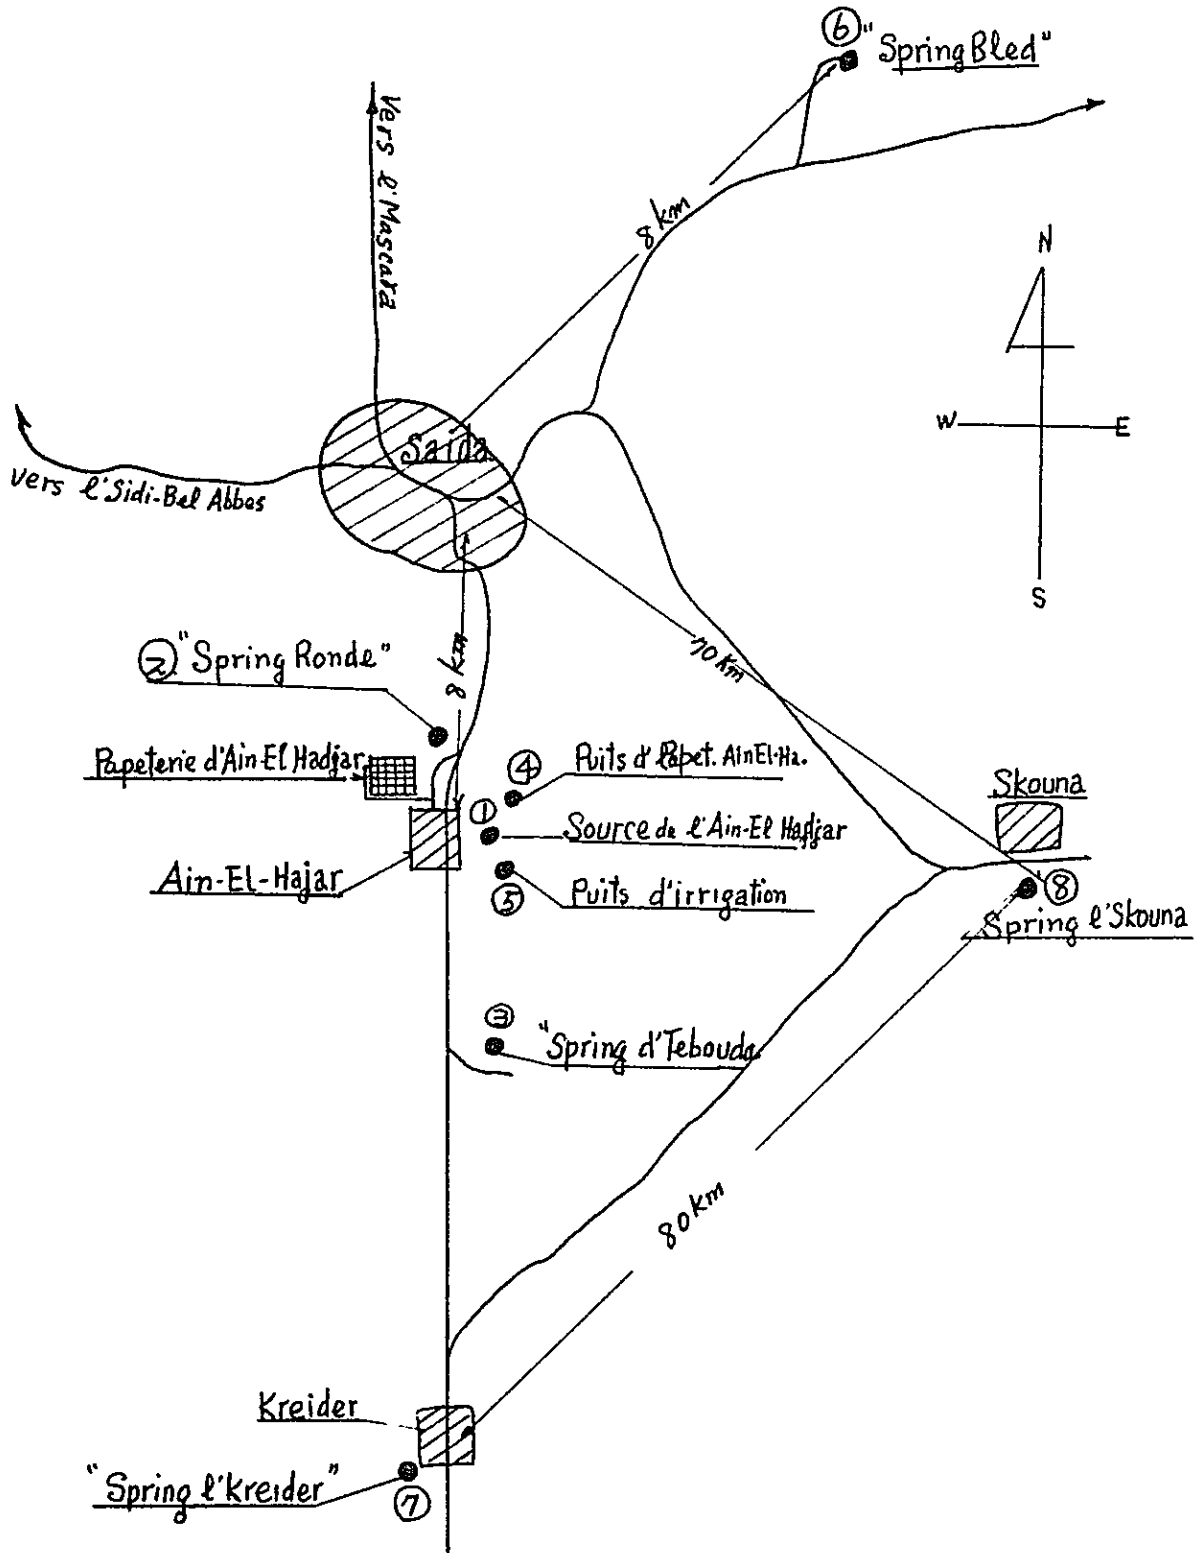 ⑥ "Spring Bled"
Vers l'Mascara
8 km
N
W E
S
Saida
vers l'Sidi-Bel Abbes
8 km
70 km
② "Spring Ronde"
Papeterie d'Ain-El Hadjar
④ Puits d'Papet. Ain El-Ha.
① Source de l'Ain-El Hadjar
Skouna
Ain-El-Hajar
⑤ Puits d'irrigation
⑧
Spring l'Skouna
③
"Spring d'Tebouda
80 km
Kreider
"Spring l'Kreider"
⑦